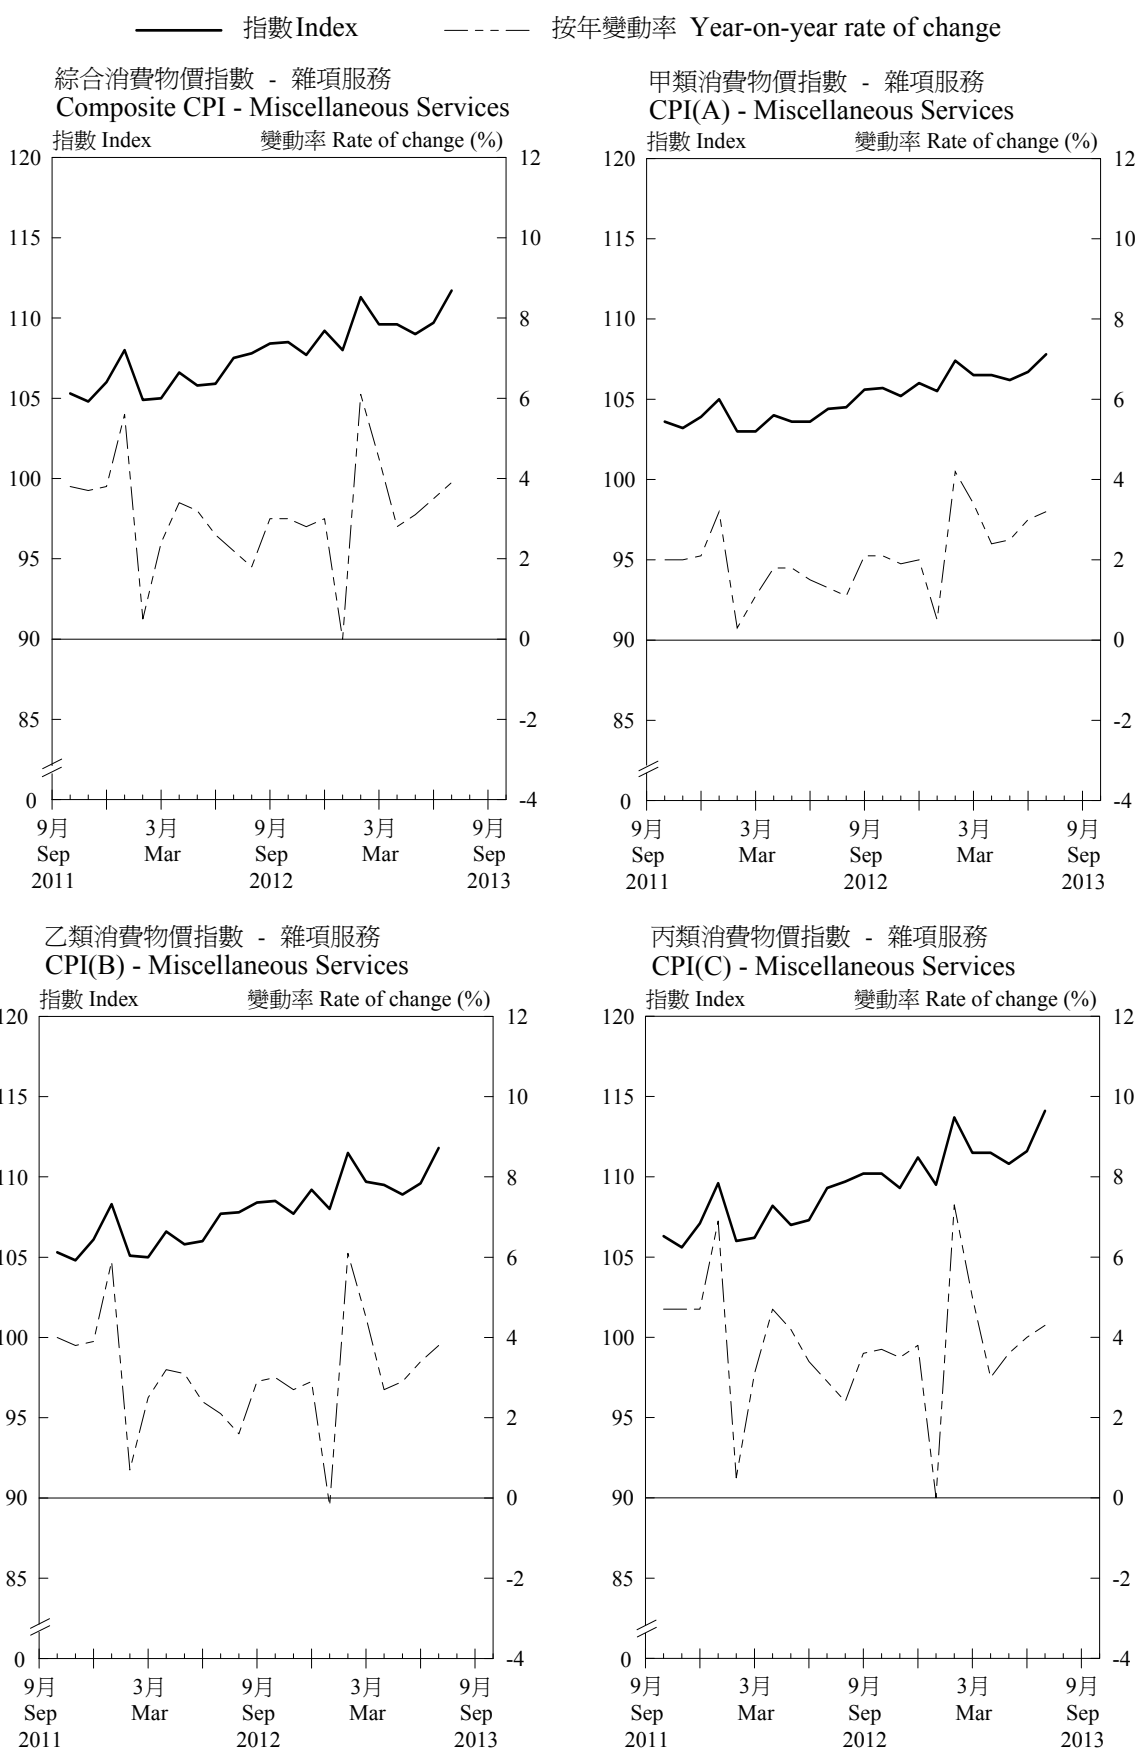 指數 Index 按年變動率 Year-on-year rate of change
綜合消費物價指數 - 雜項服務
Composite CPI - Miscellaneous Services
指數 Index 變動率 Rate of change (%)
120 12
115 10
110 8
105 6
100 4
95 2
90 0
85 -2
0 -4
9月 3月 9月 3月 9月
Sep Mar Sep Mar Sep
2011 2012 2013
甲類消費物價指數 - 雜項服務
CPI(A) - Miscellaneous Services
指數 Index 變動率 Rate of change (%)
120 12
115 10
110 8
105 6
100 4
95 2
90 0
85 -2
0 -4
9月 3月 9月 3月 9月
Sep Mar Sep Mar Sep
2011 2012 2013
乙類消費物價指數 - 雜項服務
CPI(B) - Miscellaneous Services
指數 Index 變動率 Rate of change (%)
120 12
115 10
110 8
105 6
100 4
95 2
90 0
85 -2
0 -4
9月 3月 9月 3月 9月
Sep Mar Sep Mar Sep
2011 2012 2013
丙類消費物價指數 - 雜項服務
CPI(C) - Miscellaneous Services
指數 Index 變動率 Rate of change (%)
120 12
115 10
110 8
105 6
100 4
95 2
90 0
85 -2
0 -4
9月 3月 9月 3月 9月
Sep Mar Sep Mar Sep
2011 2012 2013